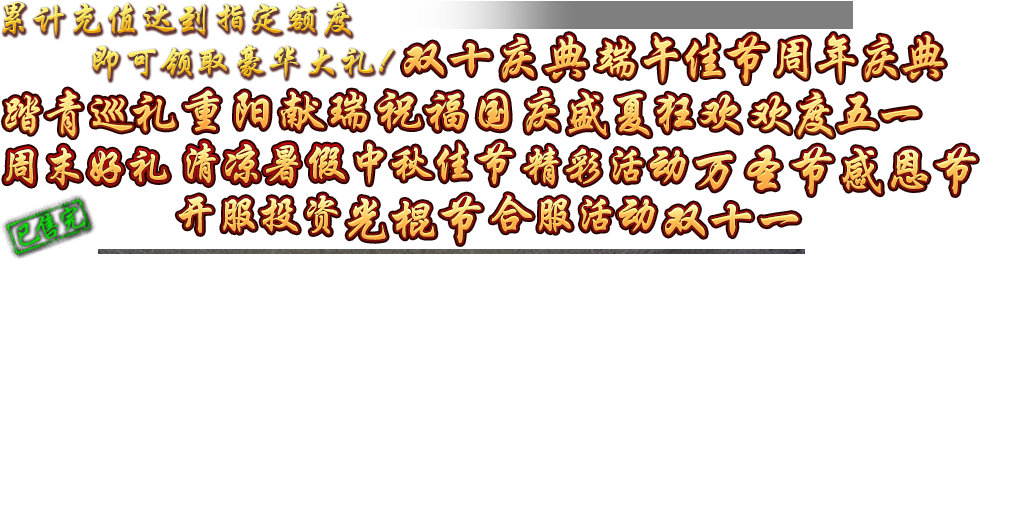 累计充值达到指定额度
即可领取豪华大礼！
双十庆典端午佳节周年庆典
踏青巡礼重阳献瑞祝福国庆盛夏狂欢欢度五一
周末好礼清凉暑假中秋佳节精彩活动万圣节感恩节
已售完
开服投资光棍节合服活动双十一